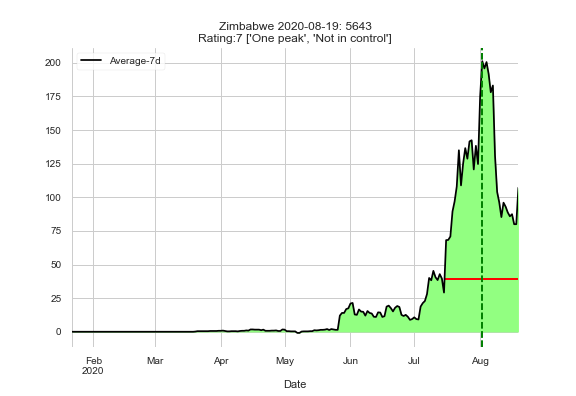 Zimbabwe 2020-08-19: 5643
Rating:7 ['One peak', 'Not in control']
Average-7d
200
175
150
125
100
75
50
25
0
Feb
2020
Mar
Apr
May
Jun
Jul
Aug
Date